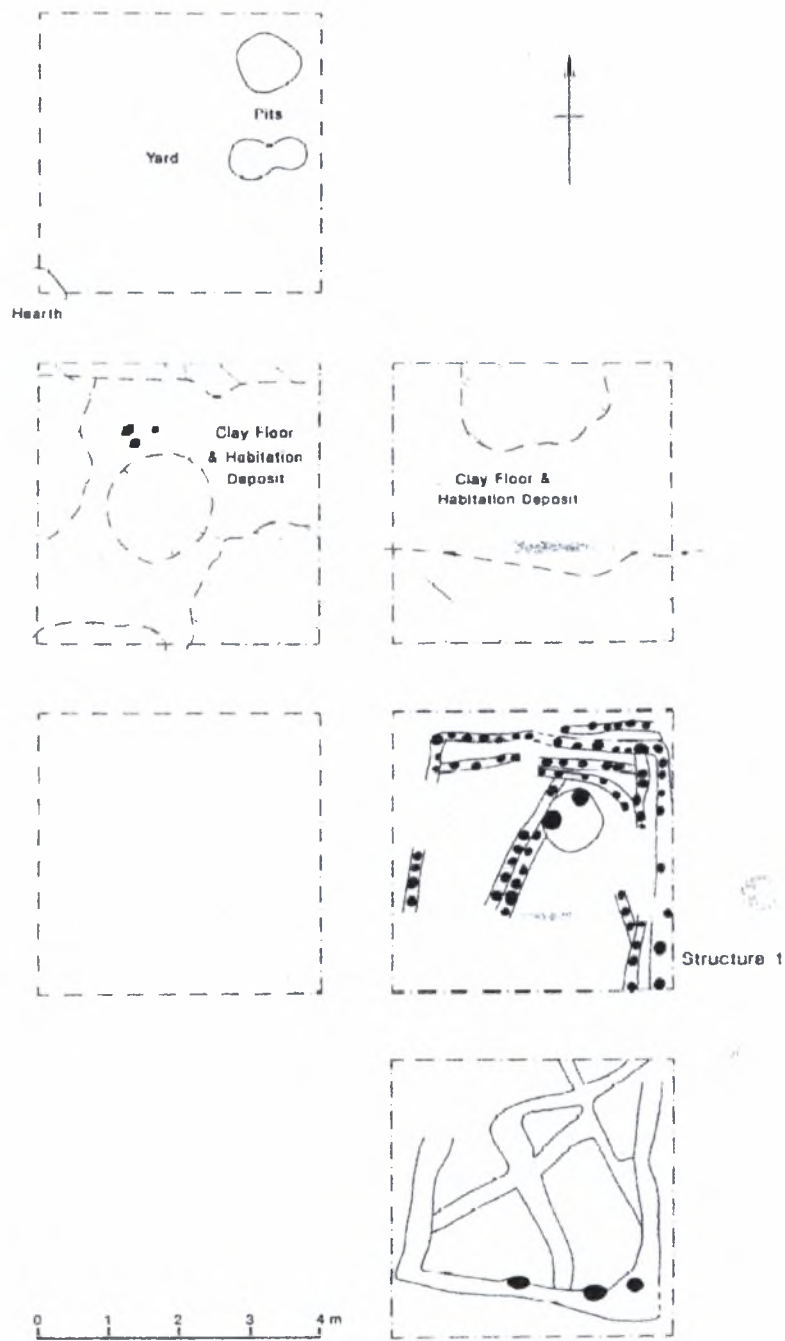 Pits
Yard
Hearth
Clay Floor
& Habitation
Deposit
Clay Floor &
Habitation Deposit
Structure 1
0 1 2 3 4 m